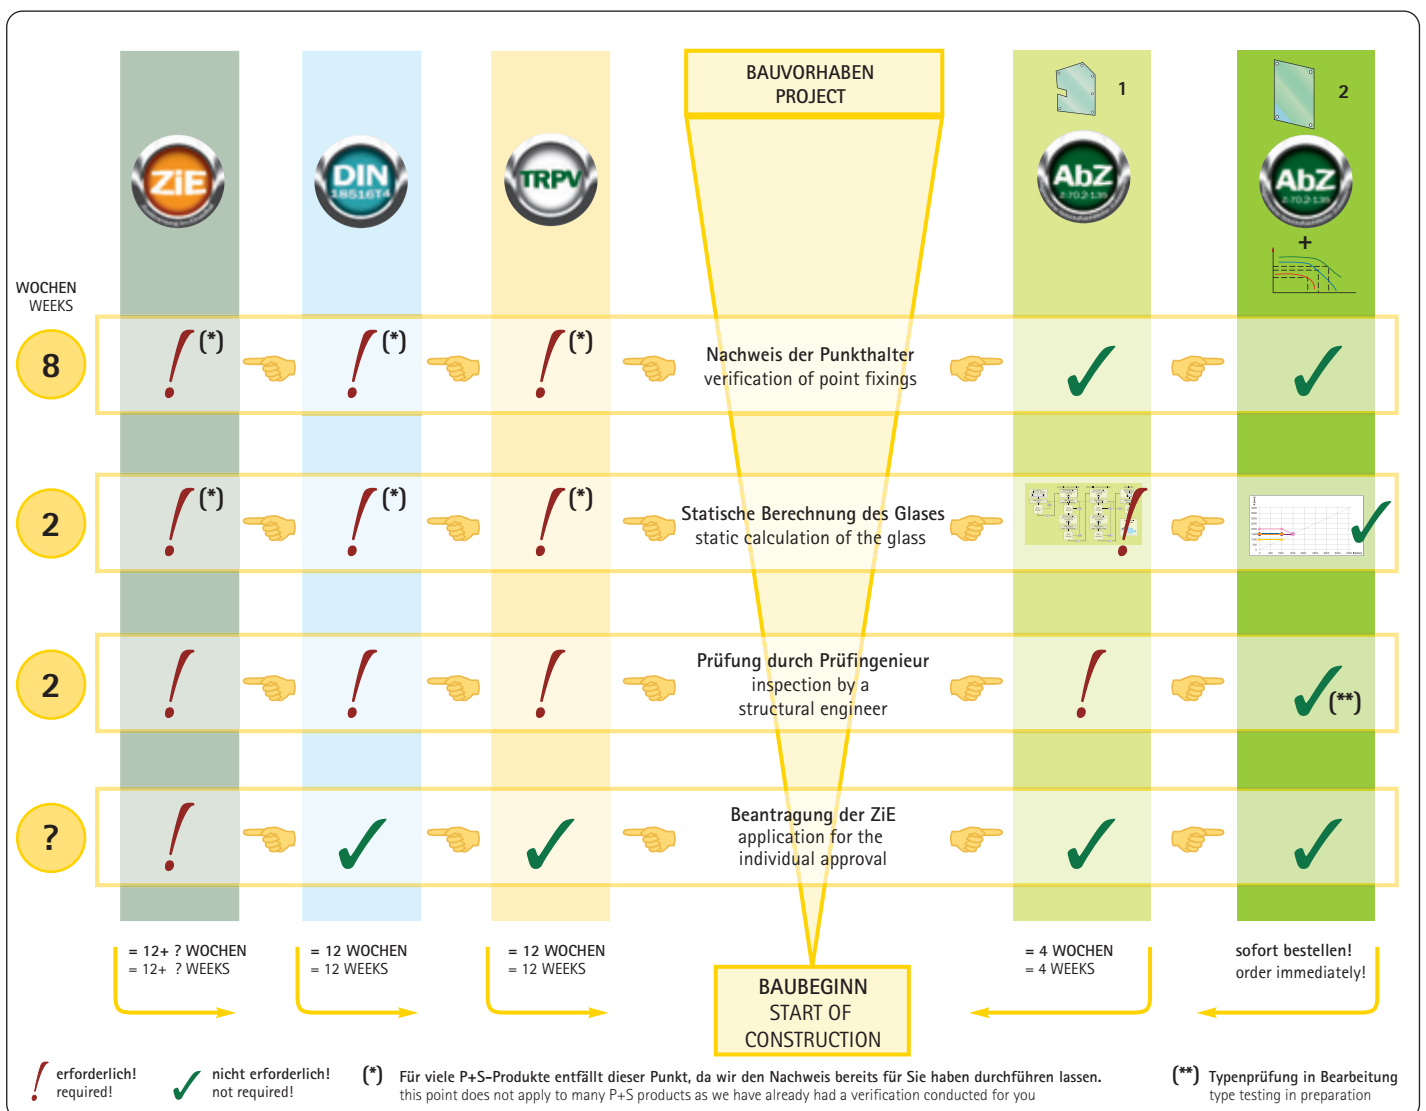 BAUVORHABEN
PROJECT
1
2
ZiE
DIN
18516T4
TRPV
AbZ
Z-70.2-135
AbZ
Z-70.2-135
+
WOCHEN
WEEKS
8
(*)
(*)
(*)
Nachweis der Punkthalter
verification of point fixings
2
(*)
(*)
(*)
Statische Berechnung des Glases
static calculation of the glass
2
Prüfung durch Prüfingenieur
inspection by a
structural engineer
(**)
?
Beantragung der ZiE
application for the
individual approval
= 12+ ? WOCHEN
= 12+ ? WEEKS
= 12 WOCHEN
= 12 WEEKS
= 12 WOCHEN
= 12 WEEKS
= 4 WOCHEN
= 4 WEEKS
sofort bestellen!
order immediately!
BAUBEGINN
START OF
CONSTRUCTION
erforderlich!
required!
nicht erforderlich!
not required!
(*) Für viele P+S-Produkte entfällt dieser Punkt, da wir den Nachweis bereits für Sie haben durchführen lassen.
this point does not apply to many P+S products as we have already had a verification conducted for you
(**) Typenprüfung in Bearbeitung
type testing in preparation